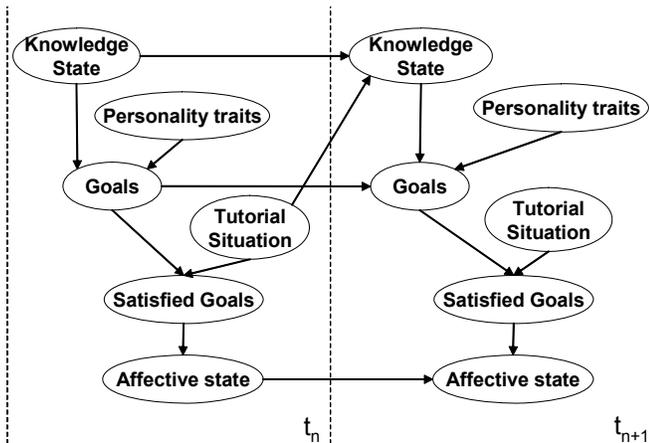 Knowledge
State
Personality traits
Goals
Tutorial
Situation
Satisfied Goals
Affective state
tn
Knowledge
State
Personality traits
Goals
Tutorial
Situation
Satisfied Goals
Affective state
tn+1